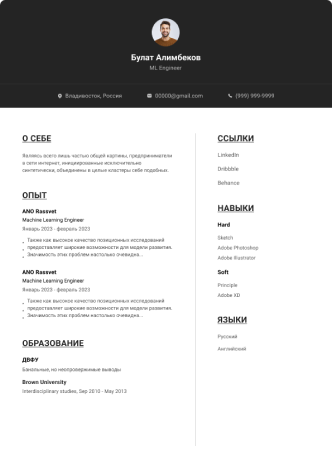 Булат Алимбеков
ML Engineer
Владивосток, Россия
00000@gmail.com
(999) 999-9999
О СЕБЕ
Являясь всего лишь частью общей картины, предприниматели
в сети интернет, инициированные исключительно
синтетически, объединены в целые кластеры себе подобных.
ОПЫТ
ANO Rassvet
Machine Learning Engineer
Январь 2023 - февраль 2023
Также как высокое качество позиционных исследований
предоставляет широкие возможности для модели развития.
Значимость этих проблем настолько очевидна...
ANO Rassvet
Machine Learning Engineer
Январь 2023 - февраль 2023
Также как высокое качество позиционных исследований
предоставляет широкие возможности для модели развития.
Значимость этих проблем настолько очевидна...
ОБРАЗОВАНИЕ
ДВФУ
Банальные, но неопровержимые выводы
Brown University
Interdisciplinary studies, Sep 2010 - May 2013
ССЫЛКИ
LinkedIn
Dribbble
Behance
НАВЫКИ
Hard
Sketch
Adobe Photoshop
Adobe Illustrator
Soft
Principle
Adobe XD
ЯЗЫКИ
Русский
Английский